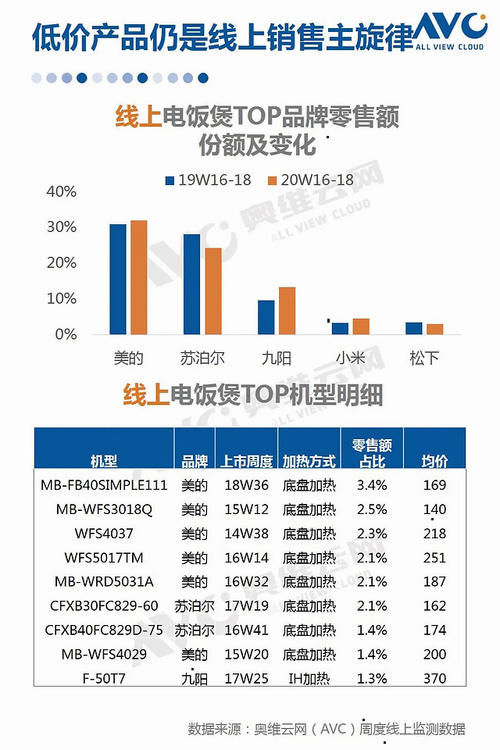 低价产品仍是线上销售主旋律
AVC
ALL VIEW CLOUD
线上电饭煲TOP品牌零售额
份额及变化
19W16-18 20W16-18
40%
30%
20%
10%
0%
美的 苏泊尔 九阳 小米 松下
AVC 奥维云网
ALL VIEW CLOUD
线上电饭煲TOP机型明细
机型 品牌 上市周度 加热方式 零售额占比 均价
MB-FB40SIMPLE111 美的 18W36 底盘加热 3.4% 169
MB-WFS3018Q 美的 15W12 底盘加热 2.5% 140
WFS4037 美的 14W38 底盘加热 2.3% 218
WFS5017TM 美的 16W14 底盘加热 2.1% 251
MB-WRD5031A 美的 16W32 底盘加热 2.1% 187
CFXB30FC829-60 苏泊尔 17W19 底盘加热 2.1% 162
CFXB40FC829D-75 苏泊尔 16W41 底盘加热 1.4% 174
MB-WFS4029 美的 15W20 底盘加热 1.4% 200
F-50T7 九阳 17W25 IH加热 1.3% 370
数据来源：奥维云网（AVC）周度线上监测数据